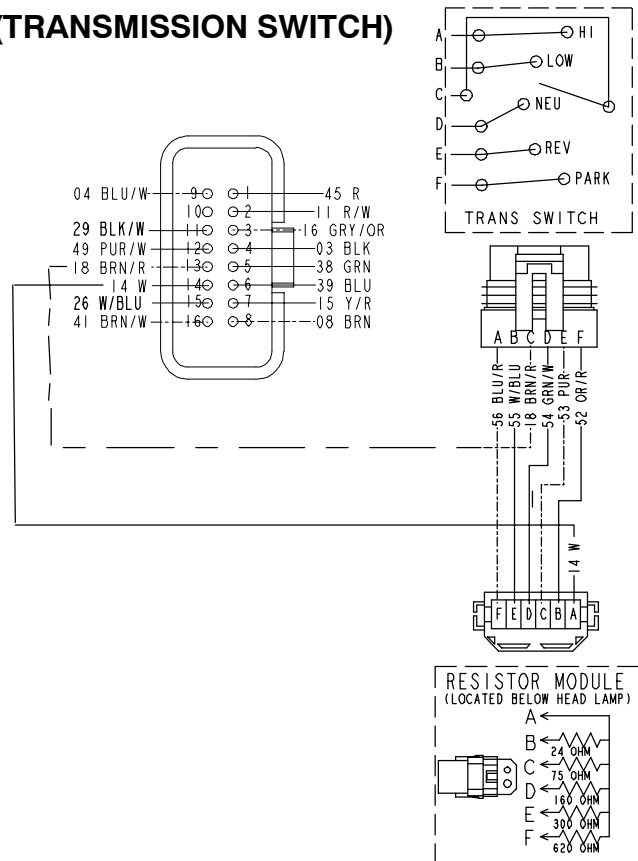 (TRANSMISSION SWITCH)
A HI
B LOW
C
D NEU
E REV
F PARK
TRANS SWITCH
04 BLU/W 9 1 45 R
10 2 11 R/W
29 BLK/W 11 3 16 GRY/OR
49 PUR/W 12 4 03 BLK
18 BRN/R 13 5 38 GRN
14 W 14 6 39 BLU
26 W/BLU 15 7 15 Y/R
41 BRN/W 16 8 08 BRN
A B C D E F
56 BLU/R
55 W/BLU
18 BRN/R
54 GRN/W
53 PUR
52 OR/R
14 W
F E D C B A
RESISTOR MODULE
(LOCATED BELOW HEAD LAMP)
A
B 24 OHM
C 75 OHM
D 160 OHM
E 300 OHM
F 620 OHM